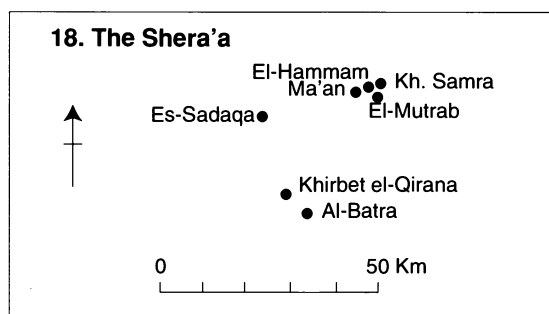 18. The Shera'a
El-Hammam
Kh. Samra
Ma'an
El-Mutrab
Es-Sadaqa
Khirbet el-Qirana
Al-Batra
0 50 Km